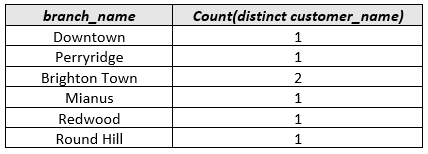 branch_name Count(distinct customer_name)
Downtown 1
Perryridge 1
Brighton Town 2
Mianus 1
Redwood 1
Round Hill 1